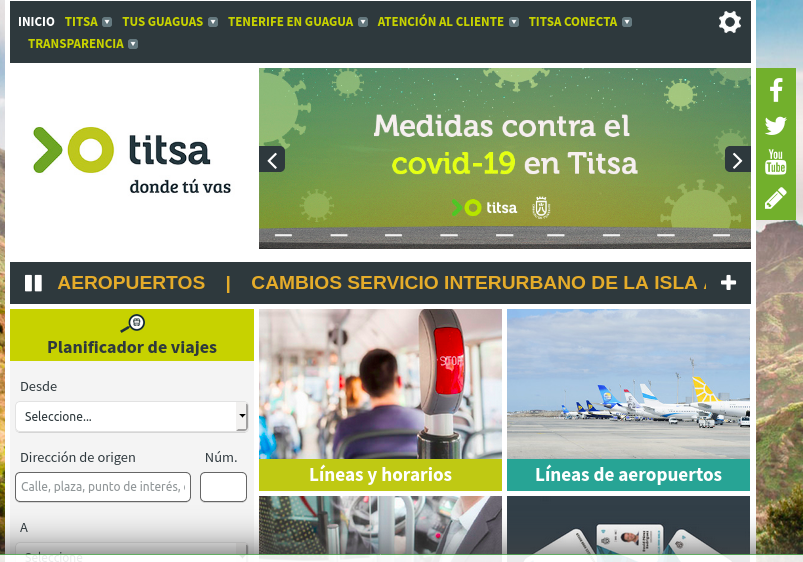 INICIO TITSA TUS GUAGUAS TENERIFE EN GUAGUA ATENCIÓN AL CLIENTE TITSA CONECTA
TRANSPARENCIA
titsa
donde tú vas
Medidas contra el
covid-19 en Titsa
titsa
You
Tube
AEROPUERTOS | CAMBIOS SERVICIO INTERURBANO DE LA ISLA
Planificador de viajes
Desde
Seleccione...
Dirección de origen Núm.
Calle, plaza, punto de interés,
A
Seleccione
STOP
Líneas y horarios
Líneas de aeropuertos